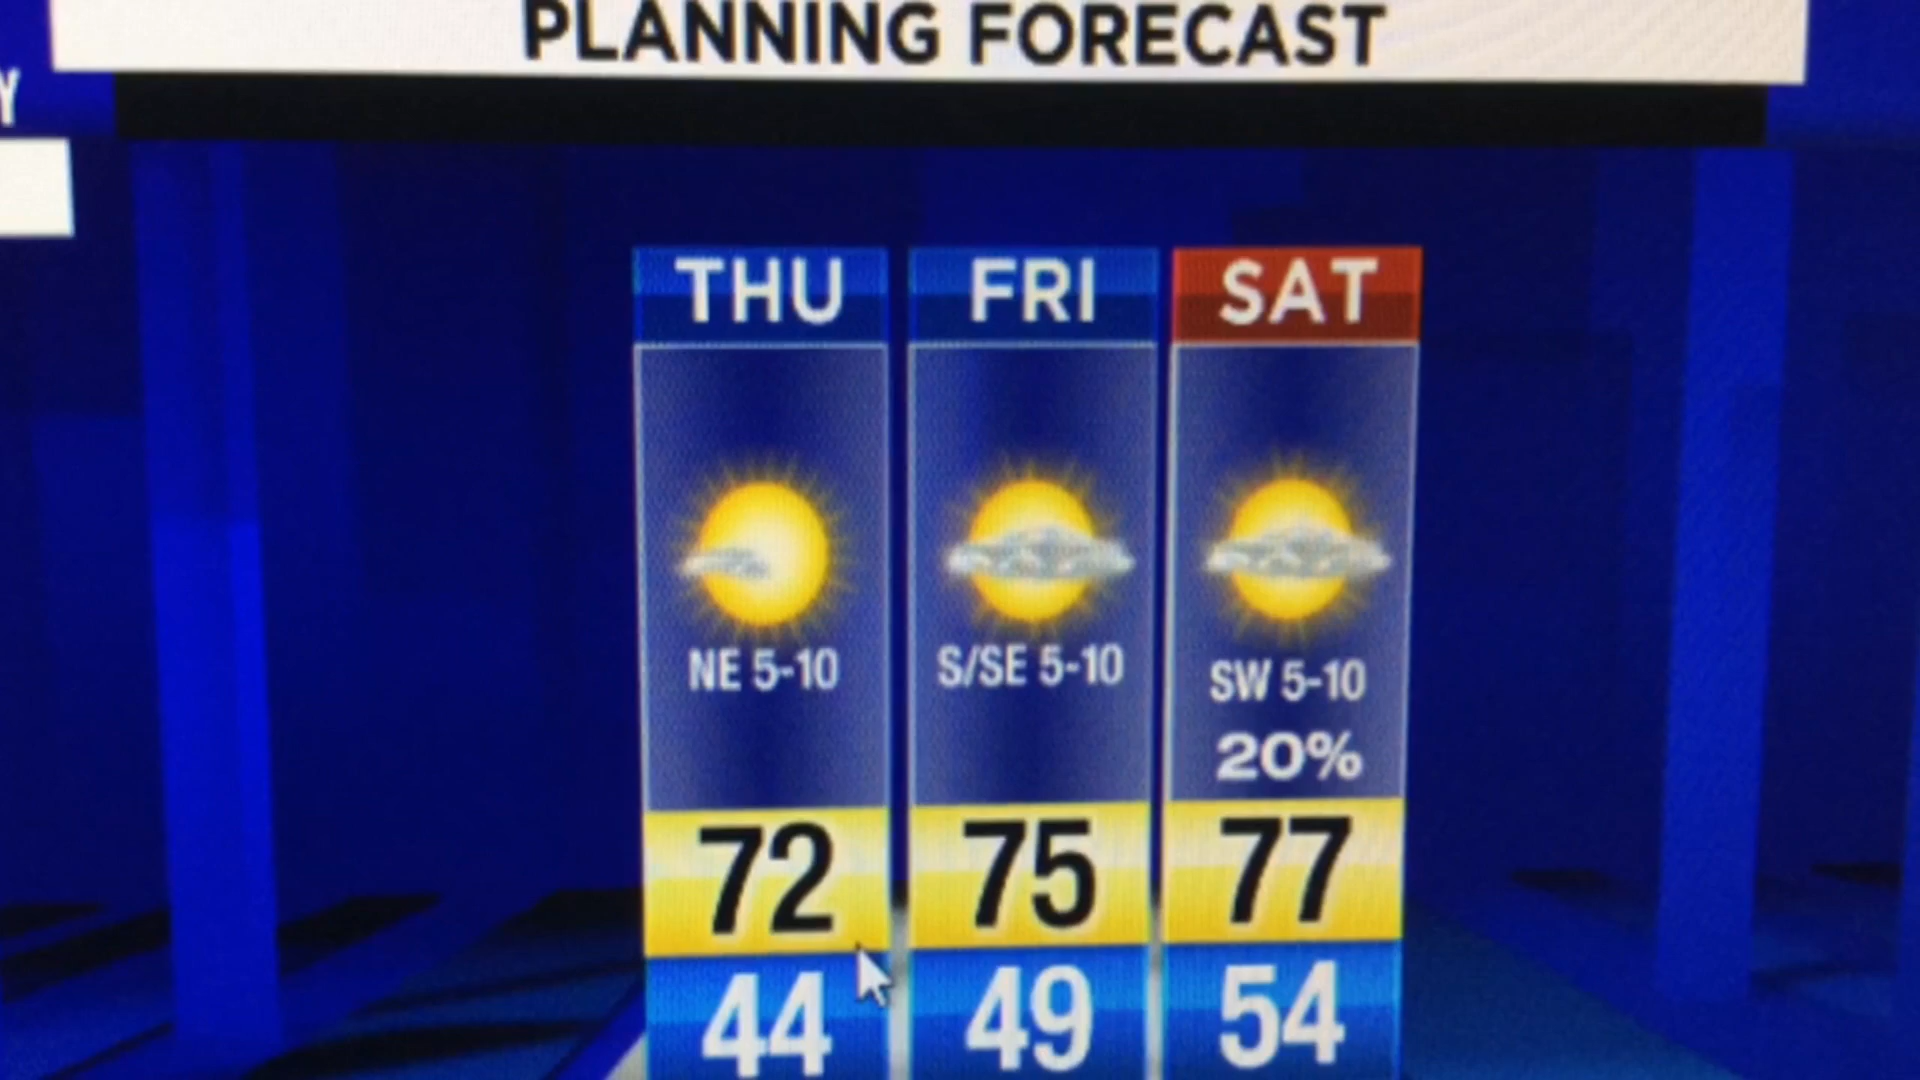 PLANNING FORECAST
Y
THU FRI SAT
NE 5-10 S/SE 5-10 SW 5-10
20%
72 75 77
44 49 54